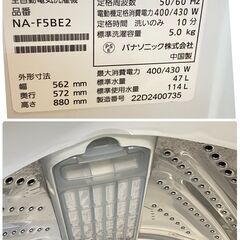 全自動電気洗濯機
品番
NA-F5BE2
外形寸法
幅 562 mm
奥行 572 mm
高さ 880 mm
定格周波数 50/60 Hz
電動機定格消費電力 400/430 W
定格時間 洗いのみ 10 分
標準洗濯容量 5.0 kg
パナソニック株式会社
中国製
最大消費電力 400/430 W
標準水量 47 L
標準使用水量 114 L
製造番号 22D2400735